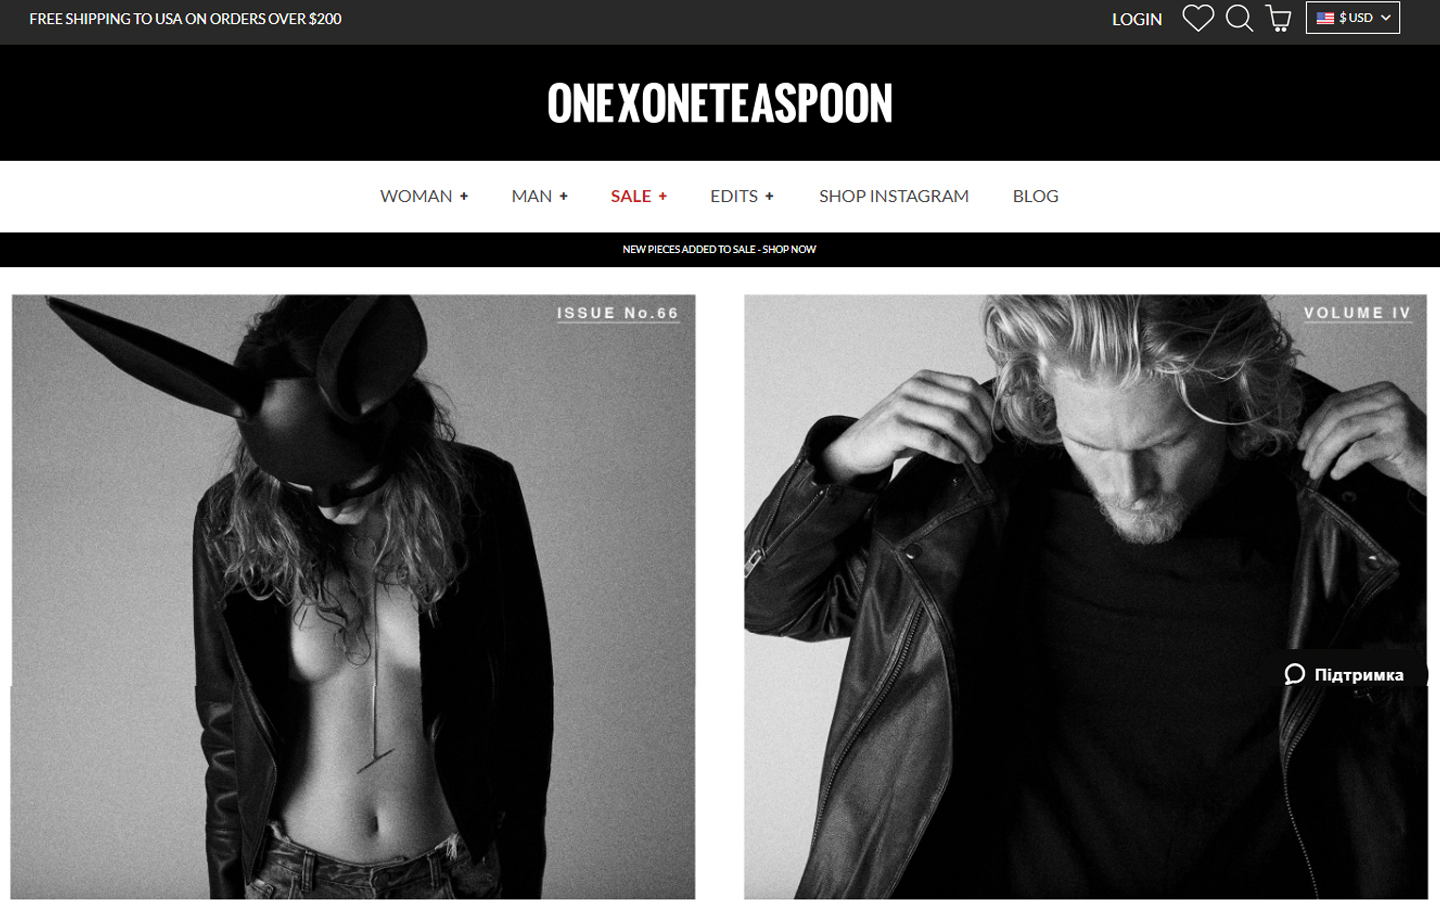 FREE SHIPPING TO USA ON ORDERS OVER $200
LOGIN
$ USD
ONEXONETEASPOON
WOMAN +
MAN +
SALE +
EDITS +
SHOP INSTAGRAM
BLOG
NEW PIECES ADDED TO SALE - SHOP NOW
ISSUE No.66
VOLUME IV
Підтримка